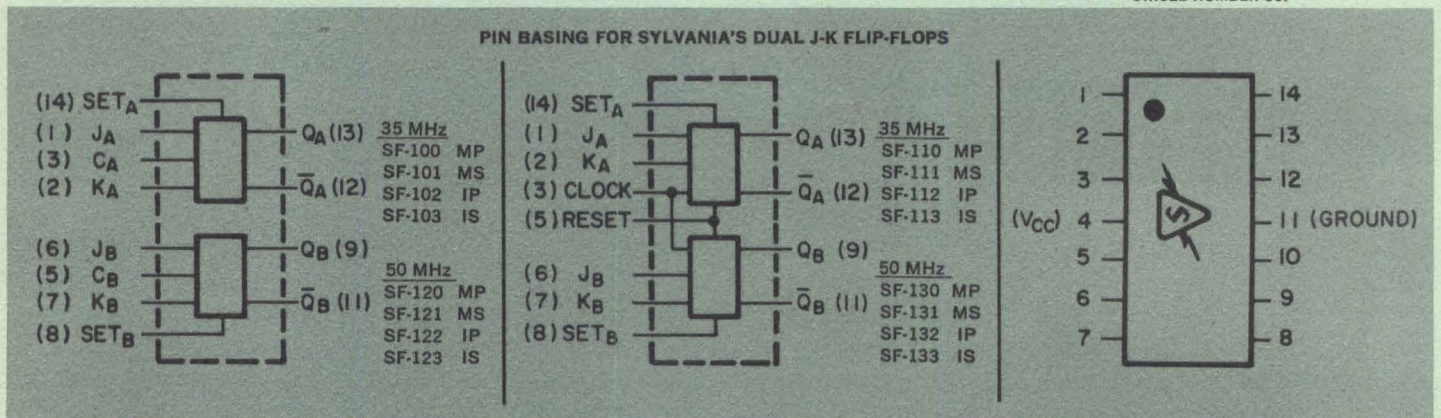 PIN BASING FOR SYLVANIA'S DUAL J-K FLIP-FLOPS
(14) SETA
(1) JA
(3) CA
(2) KA
(6) JB
(5) CB
(7) KB
(8) SETB
QA (13)
Q̅A (12)
QB (9)
Q̅B (11)
35 MHz
SF-100 MP
SF-101 MS
SF-102 IP
SF-103 IS
50 MHz
SF-120 MP
SF-121 MS
SF-122 IP
SF-123 IS
(14) SETA
(1) JA
(2) KA
(3) CLOCK
(5) RESET
(6) JB
(7) KB
(8) SETB
QA (13)
Q̅A (12)
QB (9)
Q̅B (11)
35 MHz
SF-110 MP
SF-111 MS
SF-112 IP
SF-113 IS
50 MHz
SF-130 MP
SF-131 MS
SF-132 IP
SF-133 IS
1
2
3
(VCC) 4
5
6
7
14
13
12
11 (GROUND)
10
9
8
S